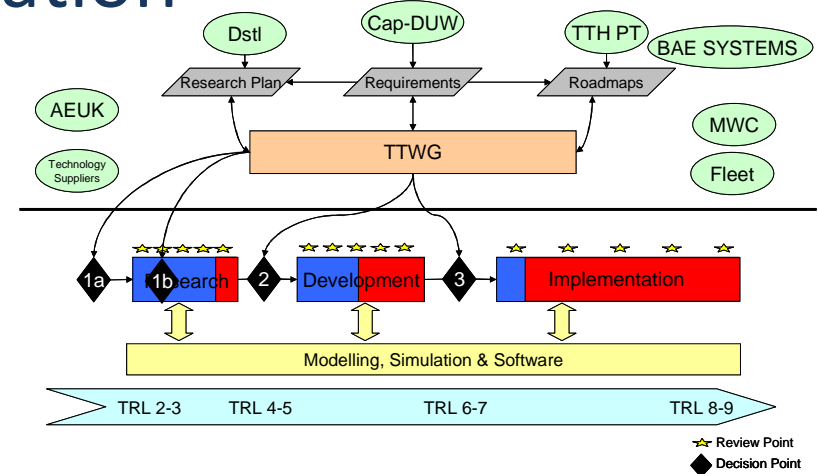 ation
Dstl
Cap-DUW
TTH PT
BAE SYSTEMS
Research Plan
Requirements
Roadmaps
AEUK
MWC
TTWG
Technology
Suppliers
Fleet
1a
1b
Research
2
Development
3
Implementation
Modelling, Simulation & Software
TRL 2-3
TRL 4-5
TRL 6-7
TRL 8-9
Review Point
Decision Point